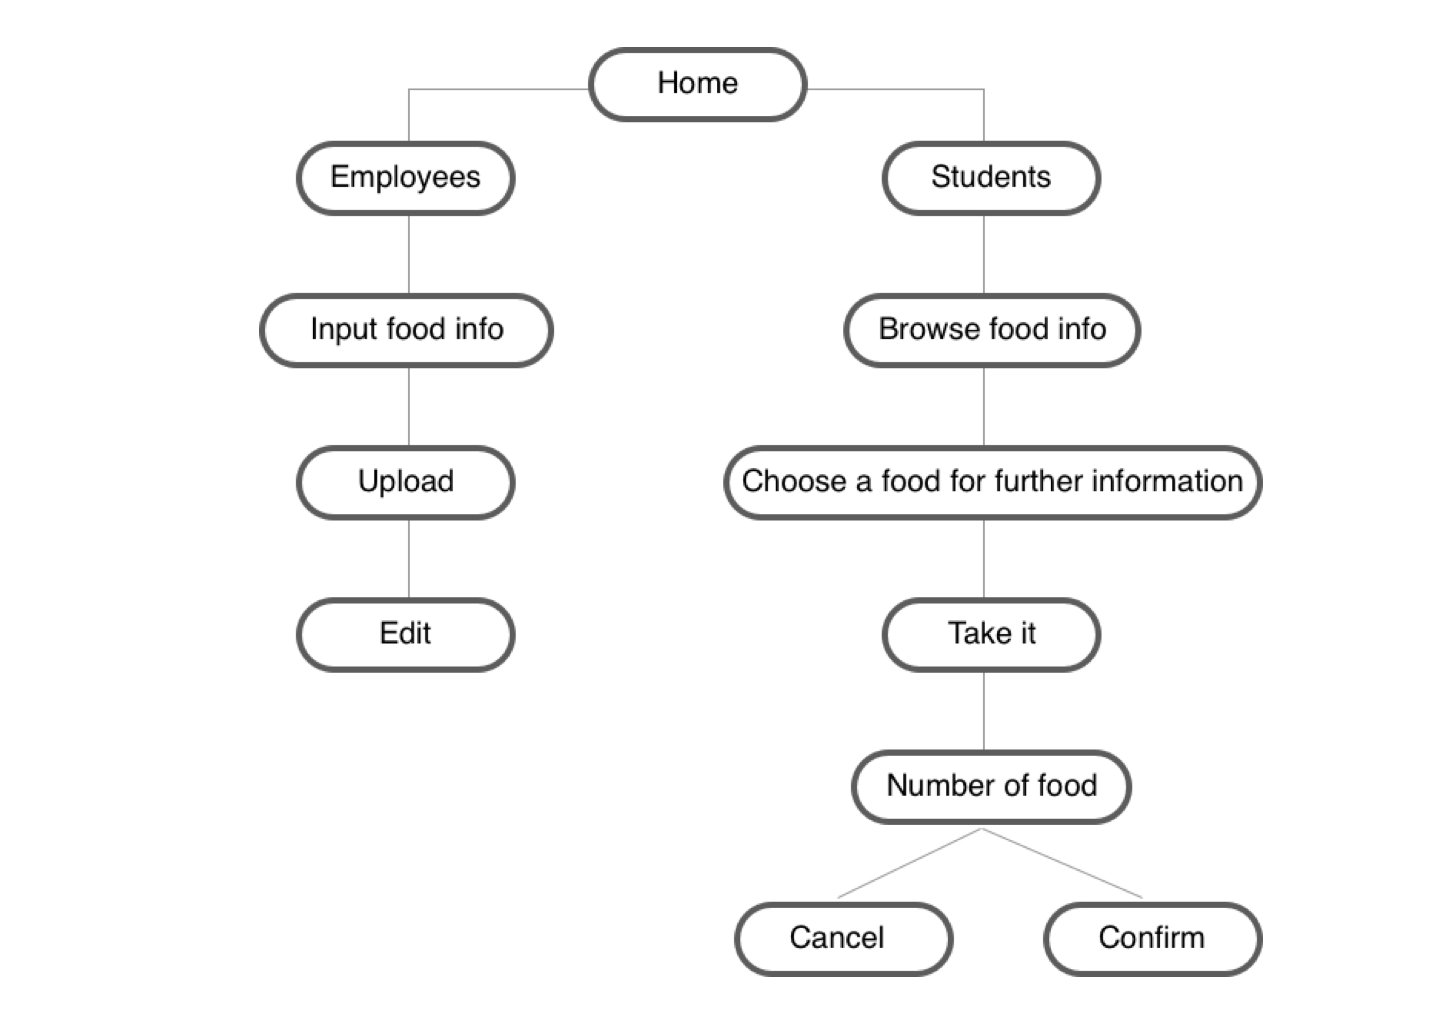 Home
Employees
Students
Input food info
Browse food info
Upload
Choose a food for further information
Edit
Take it
Number of food
Cancel
Confirm